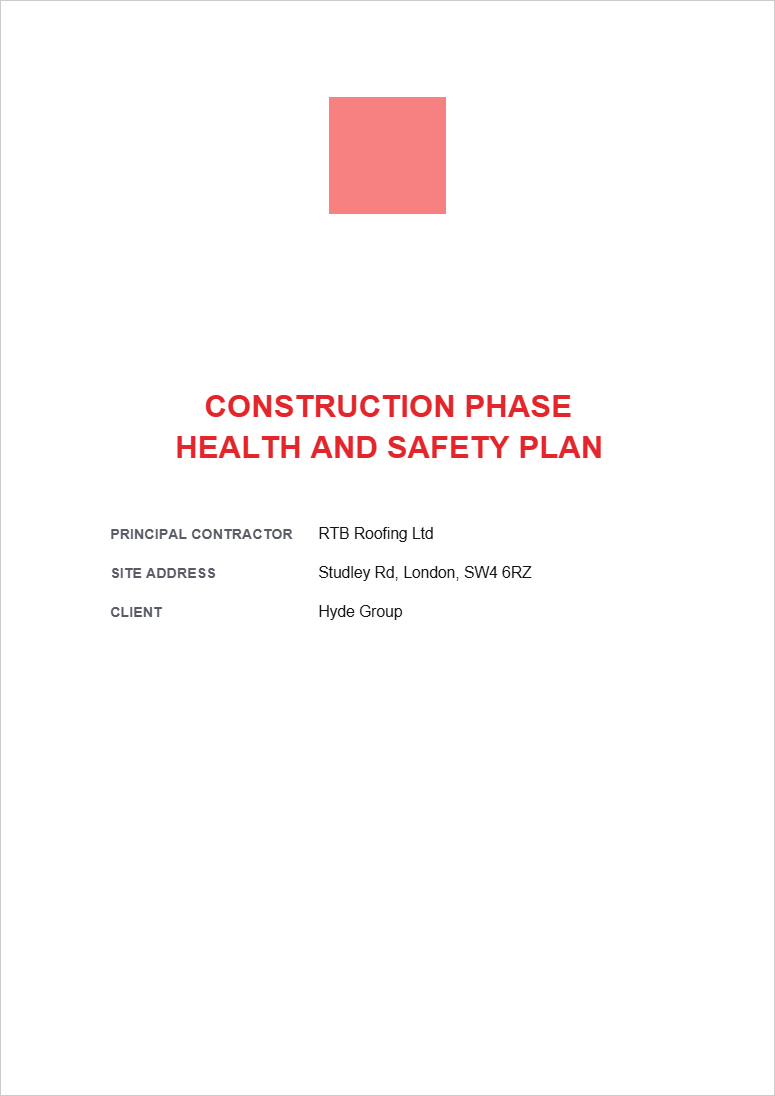 CONSTRUCTION PHASE
HEALTH AND SAFETY PLAN
PRINCIPAL CONTRACTOR RTB Roofing Ltd
SITE ADDRESS Studley Rd, London, SW4 6RZ
CLIENT Hyde Group